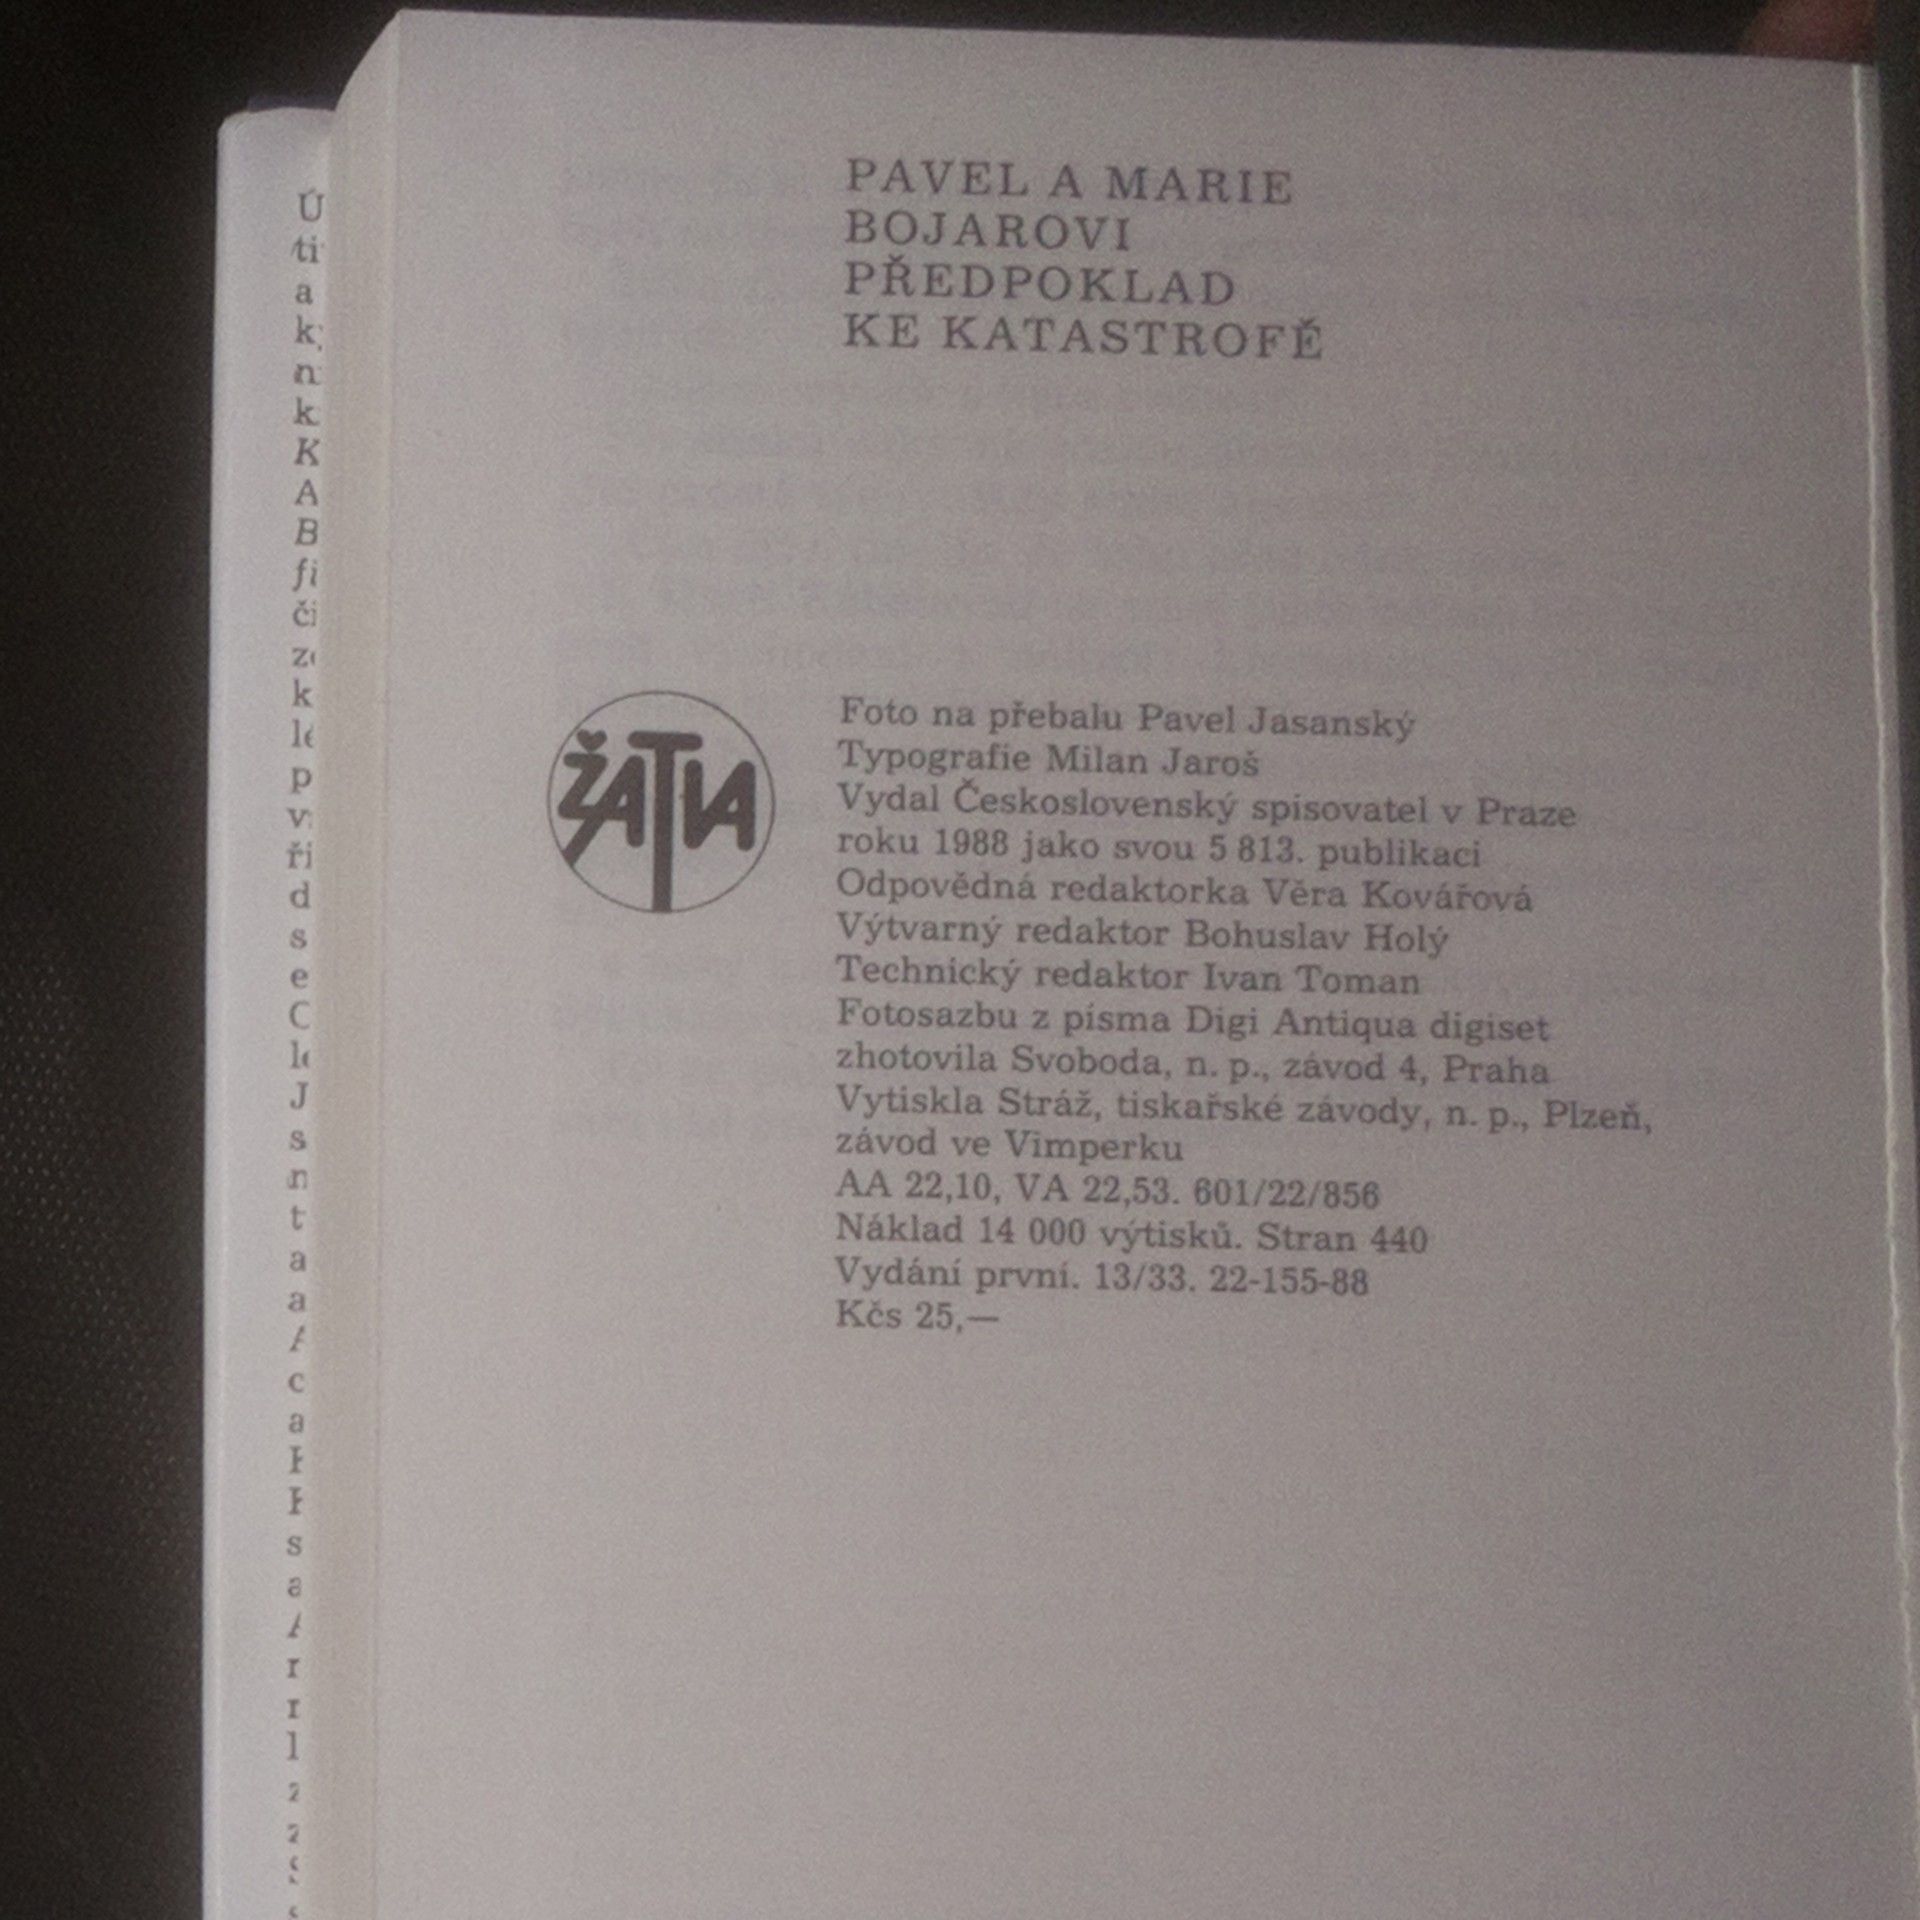 PAVEL A MARIE
BOJAROVI
PŘEDPOKLAD
KE KATASTROFĚ
ŽATVA
Foto na přebalu Pavel Jasanský
Typografie Milan Jaroš
Vydal Československý spisovatel v Praze
roku 1988 jako svou 5 813. publikaci
Odpovědná redaktorka Věra Kovářová
Výtvarný redaktor Bohuslav Holý
Technický redaktor Ivan Toman
Fotosazbu z písma Digi Antiqua digiset
zhotovila Svoboda, n. p., závod 4, Praha
Vytiskla Stráž, tiskařské závody, n. p., Plzeň,
závod ve Vimperku
AA 22,10, VA 22,53. 601/22/856
Náklad 14 000 výtisků. Stran 440
Vydání první. 13/33. 22-155-88
Kčs 25,—